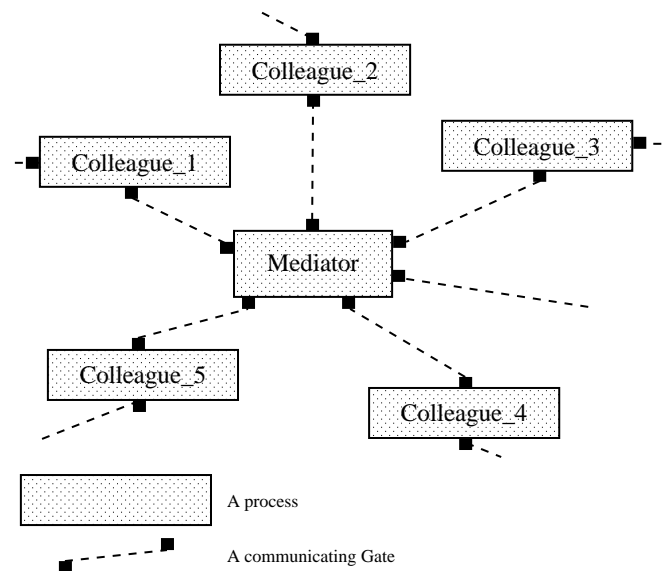 Colleague_2
Colleague_3
Colleague_1
Mediator
Colleague_5
Colleague_4
A process
A communicating Gate